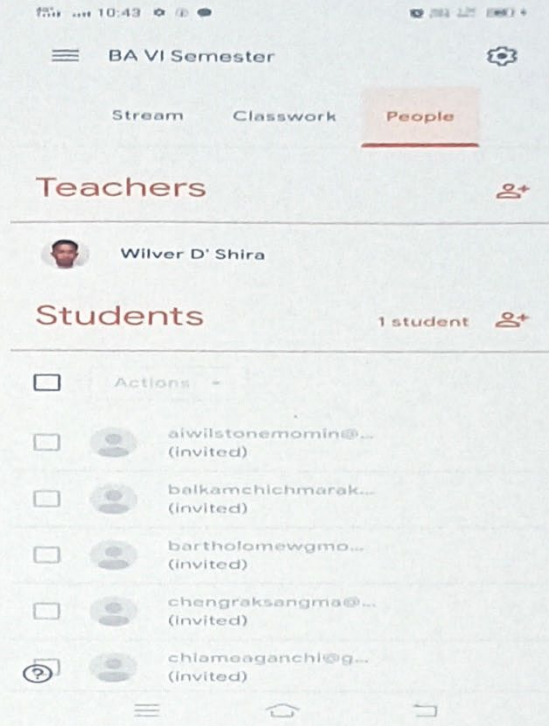 10:43
BA VI Semester
Stream Classwork People
Teachers
Wilver D' Shira
Students
1 student
Actions
aiwilstonemomin@...
(invited)
balkamchichmarak...
(invited)
bartholomewgmo...
(invited)
chengraksangma@...
(invited)
chiameaganchi@g...
(invited)